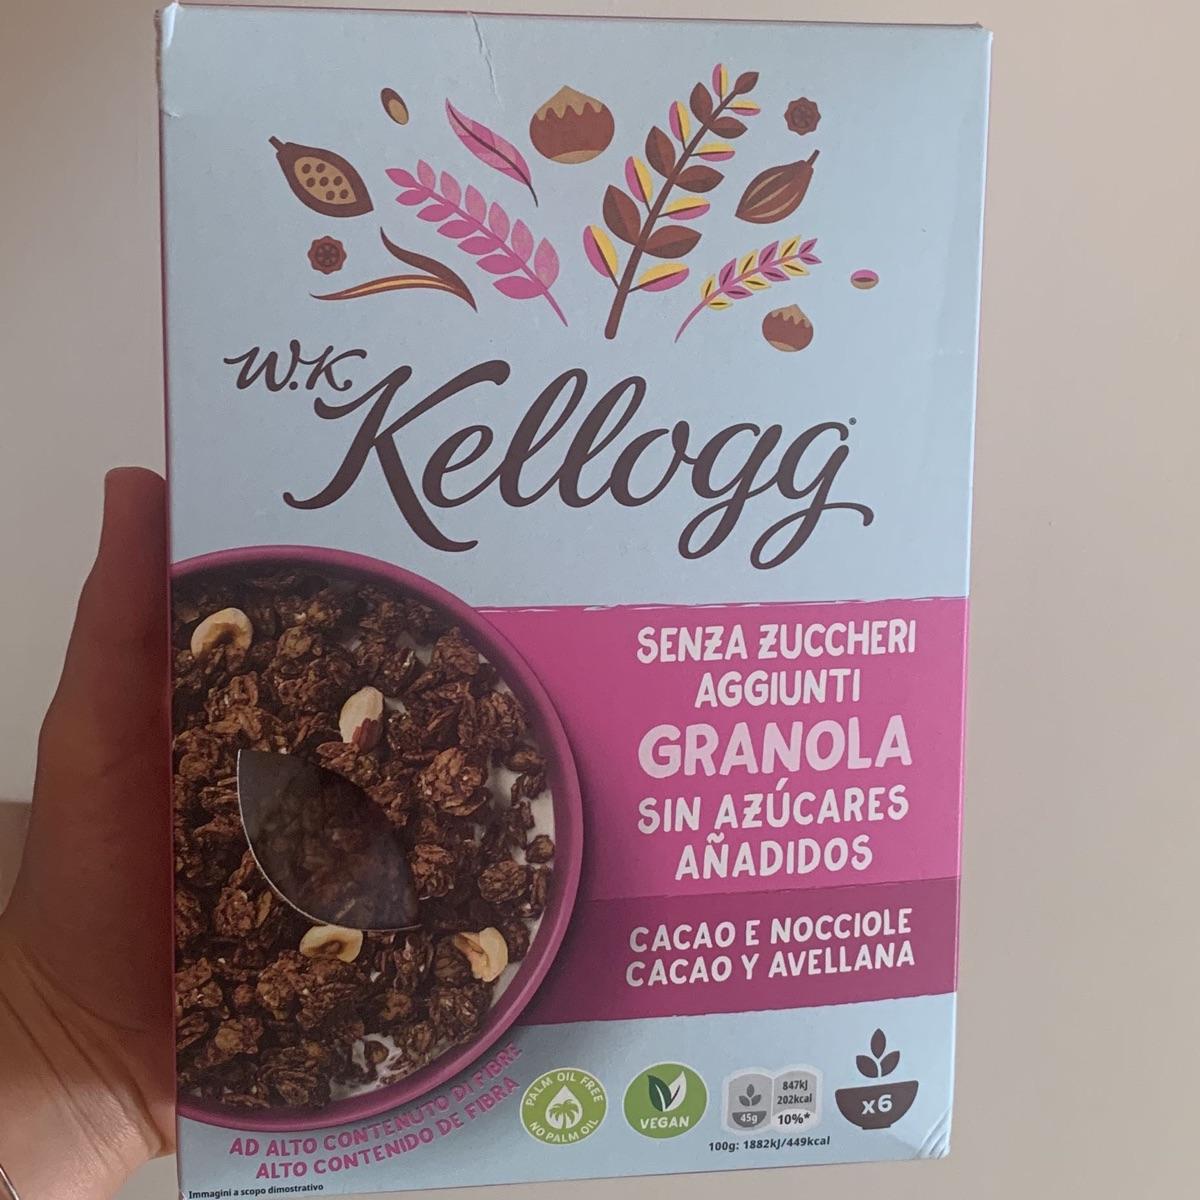 W.K.
Kellogg®
SENZA ZUCCHERI
AGGIUNTI
GRANOLA
SIN AZÚCARES
AÑADIDOS
CACAO E NOCCIOLE
CACAO Y AVELLANA
AD ALTO CONTENUTO DI FIBRE
ALTO CONTENIDO DE FIBRA
PALM OIL FREE
NO PALM OIL
VEGAN
45g
847kJ
202kcal
10%*
100g: 1882kJ/449kcal
x6
Immagini a scopo dimostrativo